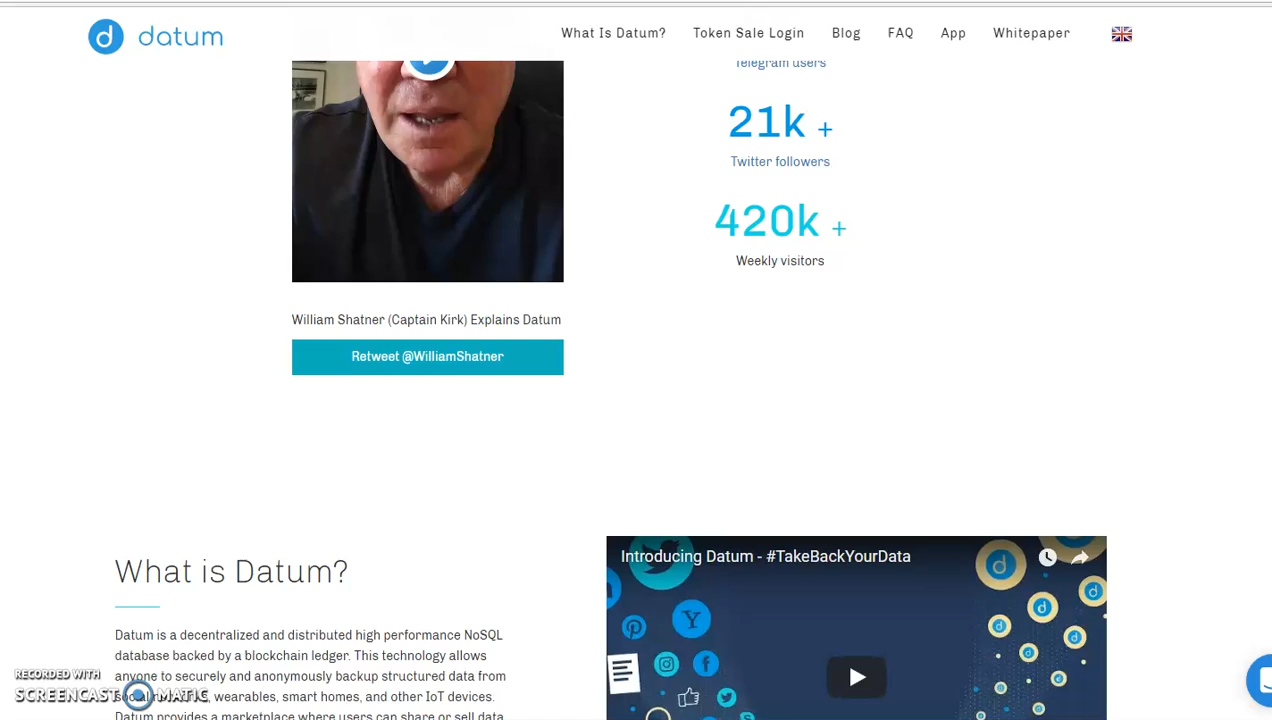 datum
What Is Datum?
Token Sale Login
Blog
FAQ
App
Whitepaper
Telegram users
21k +
Twitter followers
420k +
Weekly visitors
William Shatner (Captain Kirk) Explains Datum
Retweet @WilliamShatner
What is Datum?
Datum is a decentralized and distributed high performance NoSQL
database backed by a blockchain ledger. This technology allows
anyone to securely and anonymously backup structured data from
wearables, smart homes, and other IoT devices.
Datum provides a marketplace where users can share or sell data
Introducing Datum - #TakeBackYourData
RECORDED WITH
SCREENCAST MATIC